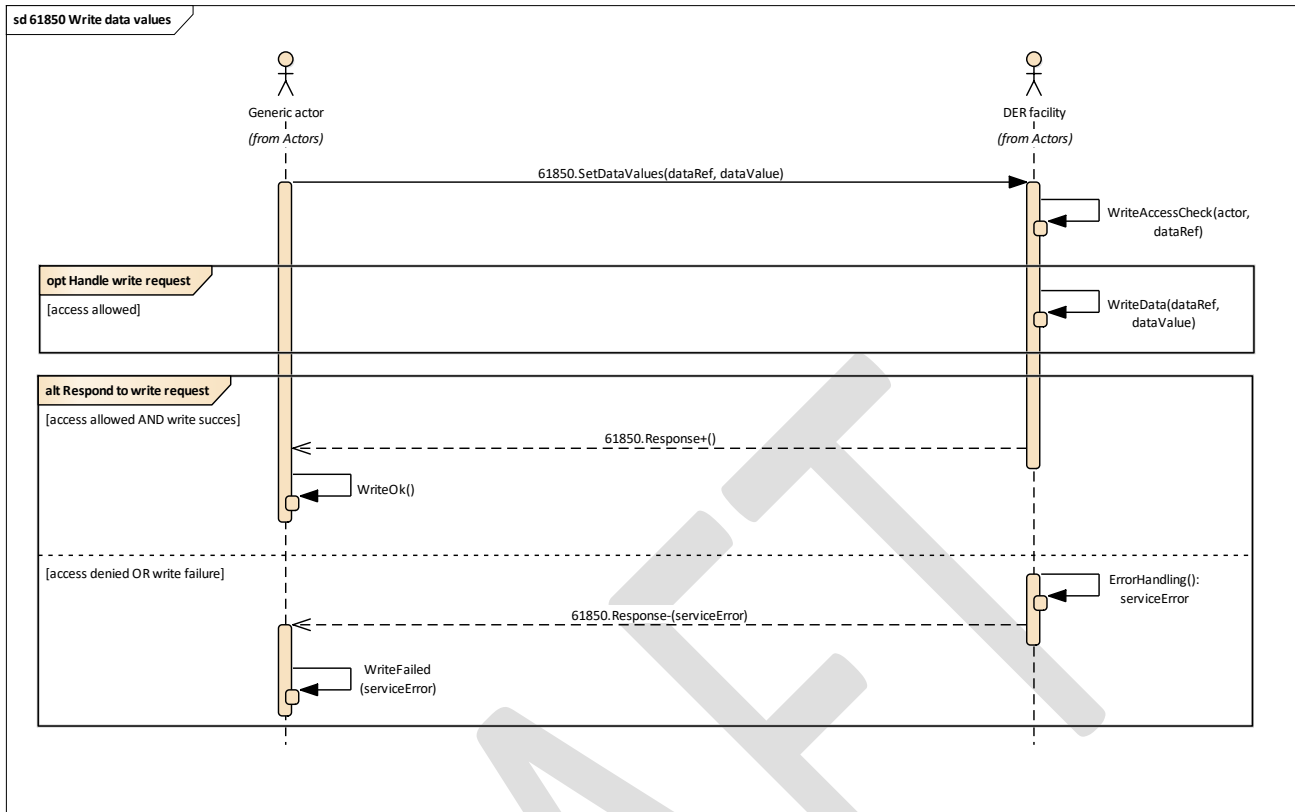 sd 61850 Write data values
Generic actor
(from Actors)
DER facility
(from Actors)
61850.SetDataValues(dataRef, dataValue)
WriteAccessCheck(actor,
dataRef)
opt Handle write request
[access allowed]
WriteData(dataRef,
dataValue)
alt Respond to write request
[access allowed AND write succes]
61850.Response+()
WriteOk()
[access denied OR write failure]
ErrorHandling():
serviceError
61850.Response-(serviceError)
WriteFailed
(serviceError)
AFT